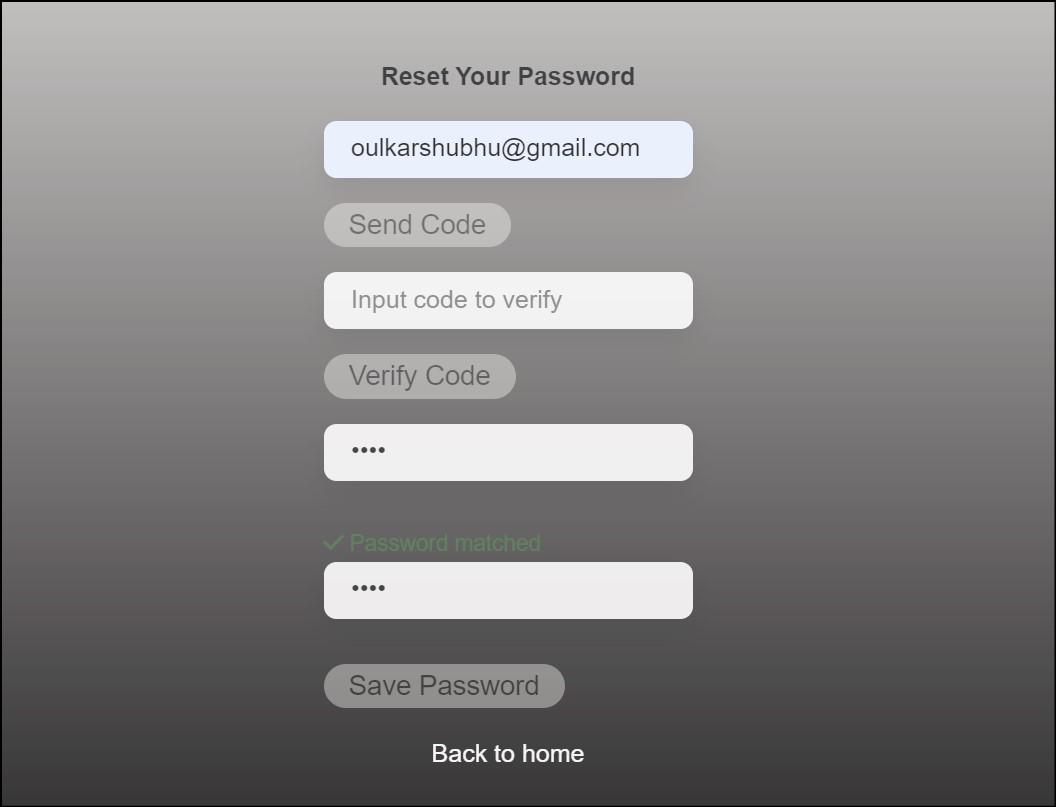 Reset Your Password
oulkarshubhu@gmail.com
Send Code
Input code to verify
Verify Code
••••
✓ Password matched
••••
Save Password
Back to home